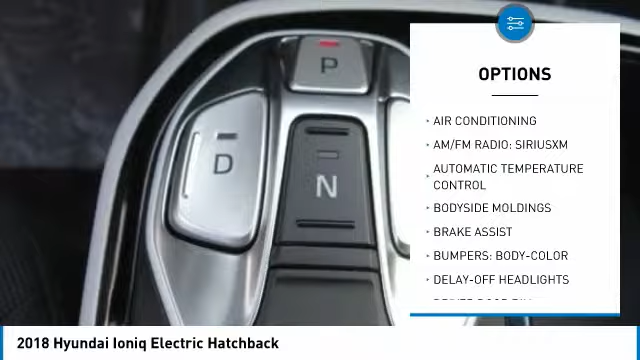 P
D
N
OPTIONS
AIR CONDITIONING
AM/FM RADIO: SIRIUSXM
AUTOMATIC TEMPERATURE
CONTROL
BODYSIDE MOLDINGS
BRAKE ASSIST
BUMPERS: BODY-COLOR
DELAY-OFF HEADLIGHTS
2018 Hyundai Ioniq Electric Hatchback